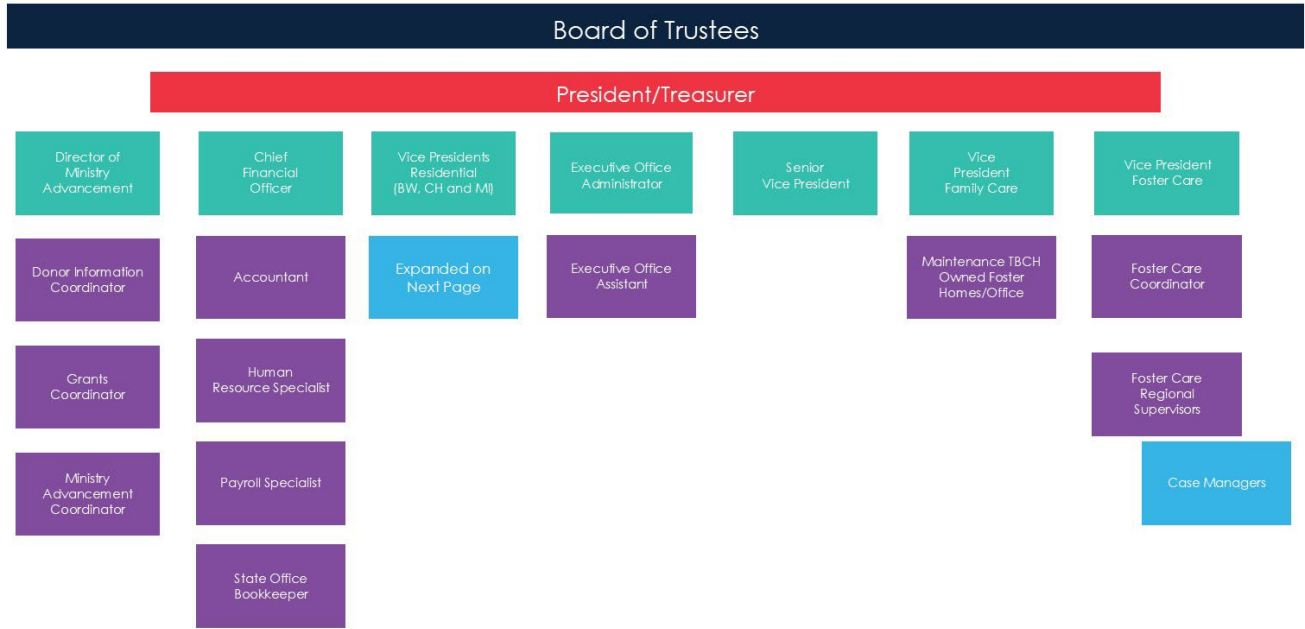 Board of Trustees
President/Treasurer
Director of
Ministry
Advancement
Chief
Financial
Officer
Vice Presidents
Residential
(BW, CH and MI)
Executive Office
Administrator
Senior
Vice President
Vice
President
Family Care
Vice President
Foster Care
Donor Information
Coordinator
Accountant
Expanded on
Next Page
Executive Office
Assistant
Maintenance TBCH
Owned Foster
Homes/Office
Foster Care
Coordinator
Grants
Coordinator
Human
Resource Specialist
Foster Care
Regional
Supervisors
Ministry
Advancement
Coordinator
Payroll Specialist
Case Managers
State Office
Bookkeeper